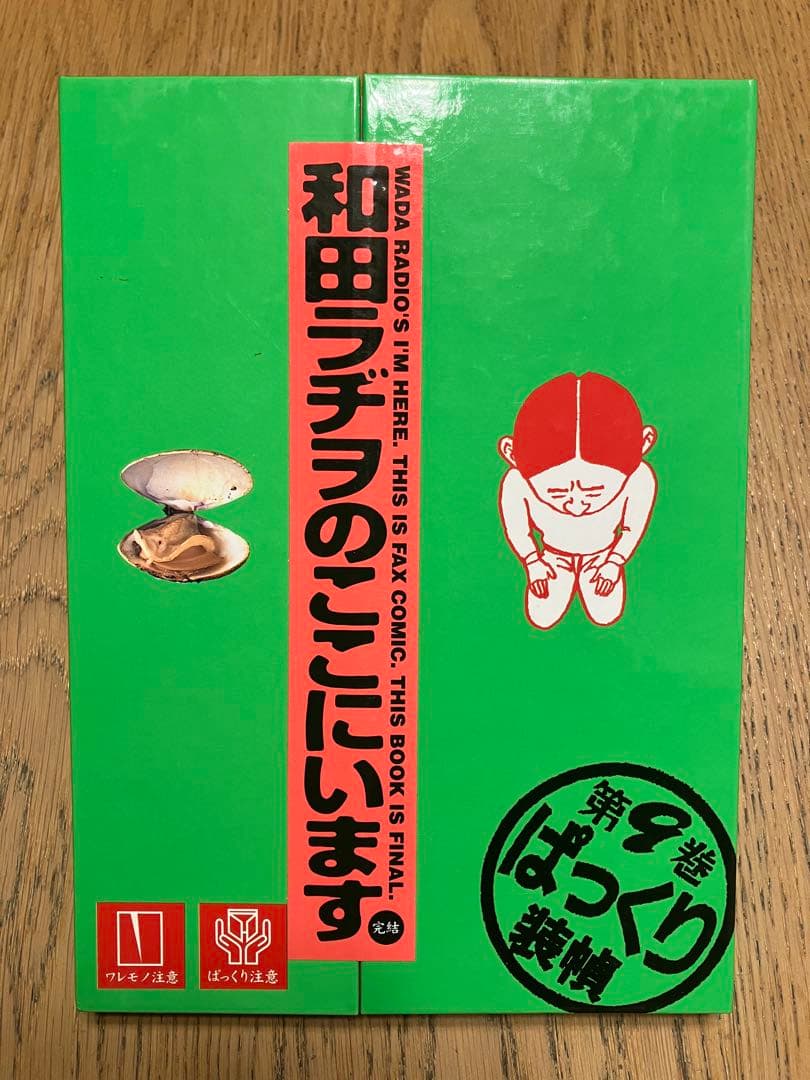 和田ラヂヲのここにいます
完結
WADA RADIO'S I'M HERE. THIS IS FAX COMIC. THIS BOOK IS FINAL.
第6巻
ぱっくり
装幀
ワレモノ注意
ぱっくり注意